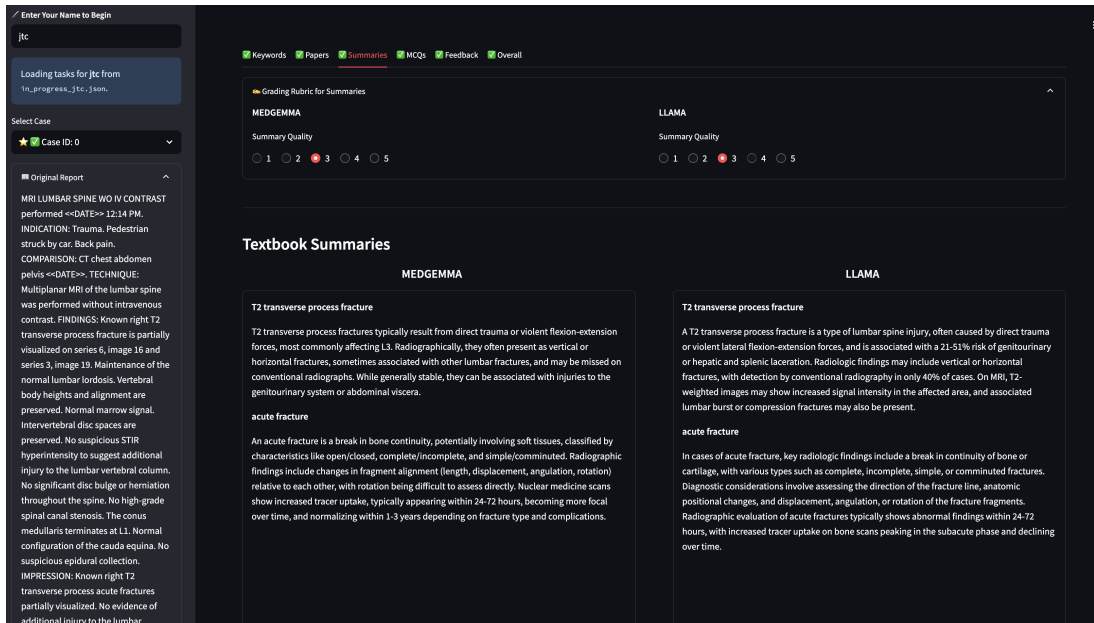 Enter Your Name to Begin
jtc
Loading tasks for jtc from
in_progress_jtc.json.
Select Case
Case ID: 0
Original Report
MRI LUMBAR SPINE WO IV CONTRAST
performed <<DATE>> 12:14 PM.
INDICATION: Trauma. Pedestrian
struck by car. Back pain.
COMPARISON: CT chest abdomen
pelvis <<DATE>>. TECHNIQUE:
Multiplanar MRI of the lumbar spine
was performed without intravenous
contrast. FINDINGS: Known right T2
transverse process fracture is partially
visualized on series 6, image 16 and
series 3, image 19. Maintenance of the
normal lumbar lordosis. Vertebral
body heights and alignment are
preserved. Normal marrow signal.
Intervertebral disc spaces are
preserved. No suspicious STIR
hyperintensity to suggest additional
injury to the lumbar vertebral column.
No significant disc bulge or herniation
throughout the spine. No high-grade
spinal canal stenosis. The conus
medullaris terminates at L1. Normal
configuration of the cauda equina. No
suspicious epidural collection.
IMPRESSION: Known right T2
transverse process acute fractures
partially visualized. No evidence of
additional injury to the lumbar
Keywords Papers Summaries MCQs Feedback Overall
Grading Rubric for Summaries
MEDGEMMA
Summary Quality
1 2 3 4 5
LLAMA
Summary Quality
1 2 3 4 5
Textbook Summaries
MEDGEMMA
T2 transverse process fracture
T2 transverse process fractures typically result from direct trauma or violent flexion-extension
forces, most commonly affecting L3. Radiographically, they often present as vertical or
horizontal fractures, sometimes associated with other lumbar fractures, and may be missed on
conventional radiographs. While generally stable, they can be associated with injuries to the
genitourinary system or abdominal viscera.
acute fracture
An acute fracture is a break in bone continuity, potentially involving soft tissues, classified by
characteristics like open/closed, complete/incomplete, and simple/comminuted. Radiographic
findings include changes in fragment alignment (length, displacement, angulation, rotation)
relative to each other, with rotation being difficult to assess directly. Nuclear medicine scans
show increased tracer uptake, typically appearing within 24-72 hours, becoming more focal
over time, and normalizing within 1-3 years depending on fracture type and complications.
LLAMA
T2 transverse process fracture
A T2 transverse process fracture is a type of lumbar spine injury, often caused by direct trauma
or violent lateral flexion-extension forces, and is associated with a 21-51% risk of genitourinary
or hepatic and splenic laceration. Radiologic findings may include vertical or horizontal
fractures, with detection by conventional radiography in only 40% of cases. On MRI, T2-
weighted images may show increased signal intensity in the affected area, and associated
lumbar burst or compression fractures may also be present.
acute fracture
In cases of acute fracture, key radiologic findings include a break in continuity of bone or
cartilage, with various types such as complete, incomplete, simple, or comminuted fractures.
Diagnostic considerations involve assessing the direction of the fracture line, anatomic
positional changes, and displacement, angulation, or rotation of the fracture fragments.
Radiographic evaluation of acute fractures typically shows abnormal findings within 24-72
hours, with increased tracer uptake on bone scans peaking in the subacute phase and declining
over time.